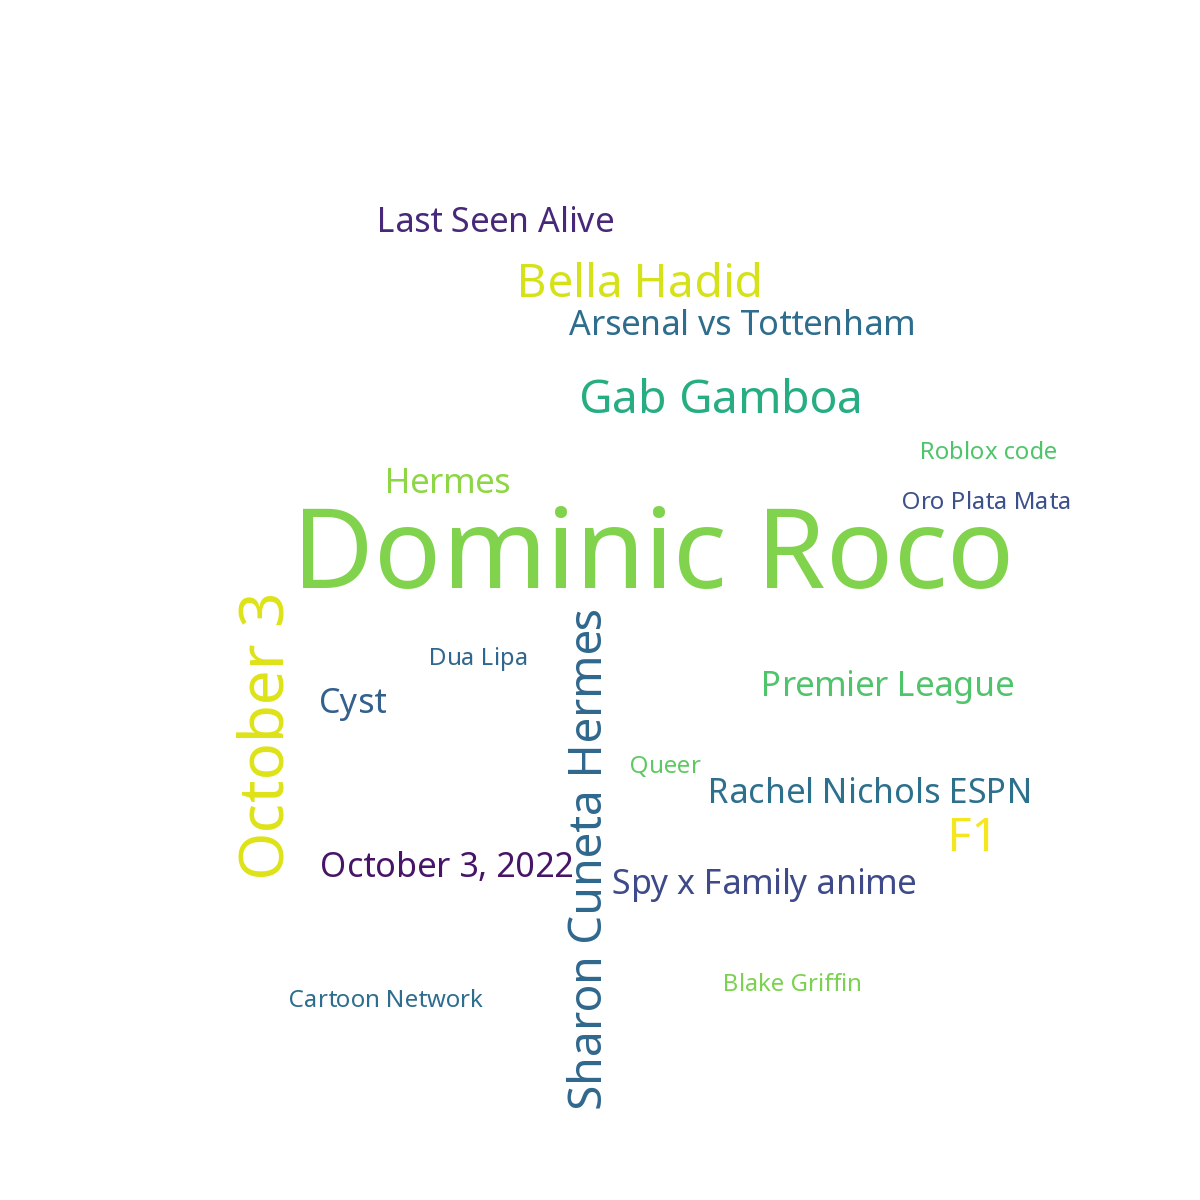 Last Seen Alive
Bella Hadid
Arsenal vs Tottenham
Gab Gamboa
Roboblox code
Hermes
Oro Plata Mata
Dominic Roco
October 3
Sharon Cuneta Hermes
Dua Lipa
Cyst
Premier League
Queer
Rachel Nichols ESPN
F1
October 3, 2022
Spy x Family anime
Blake Griffin
Cartoon Network